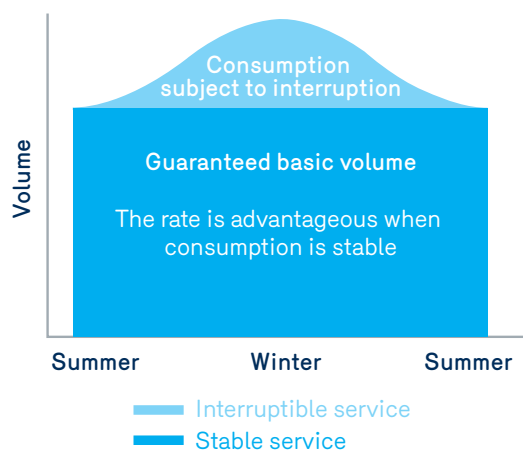 Consumption
subject to interruption
Guaranteed basic volume
The rate is advantageous when
consumption is stable
Volume
Summer
Winter
Summer
Interruptible service
Stable service